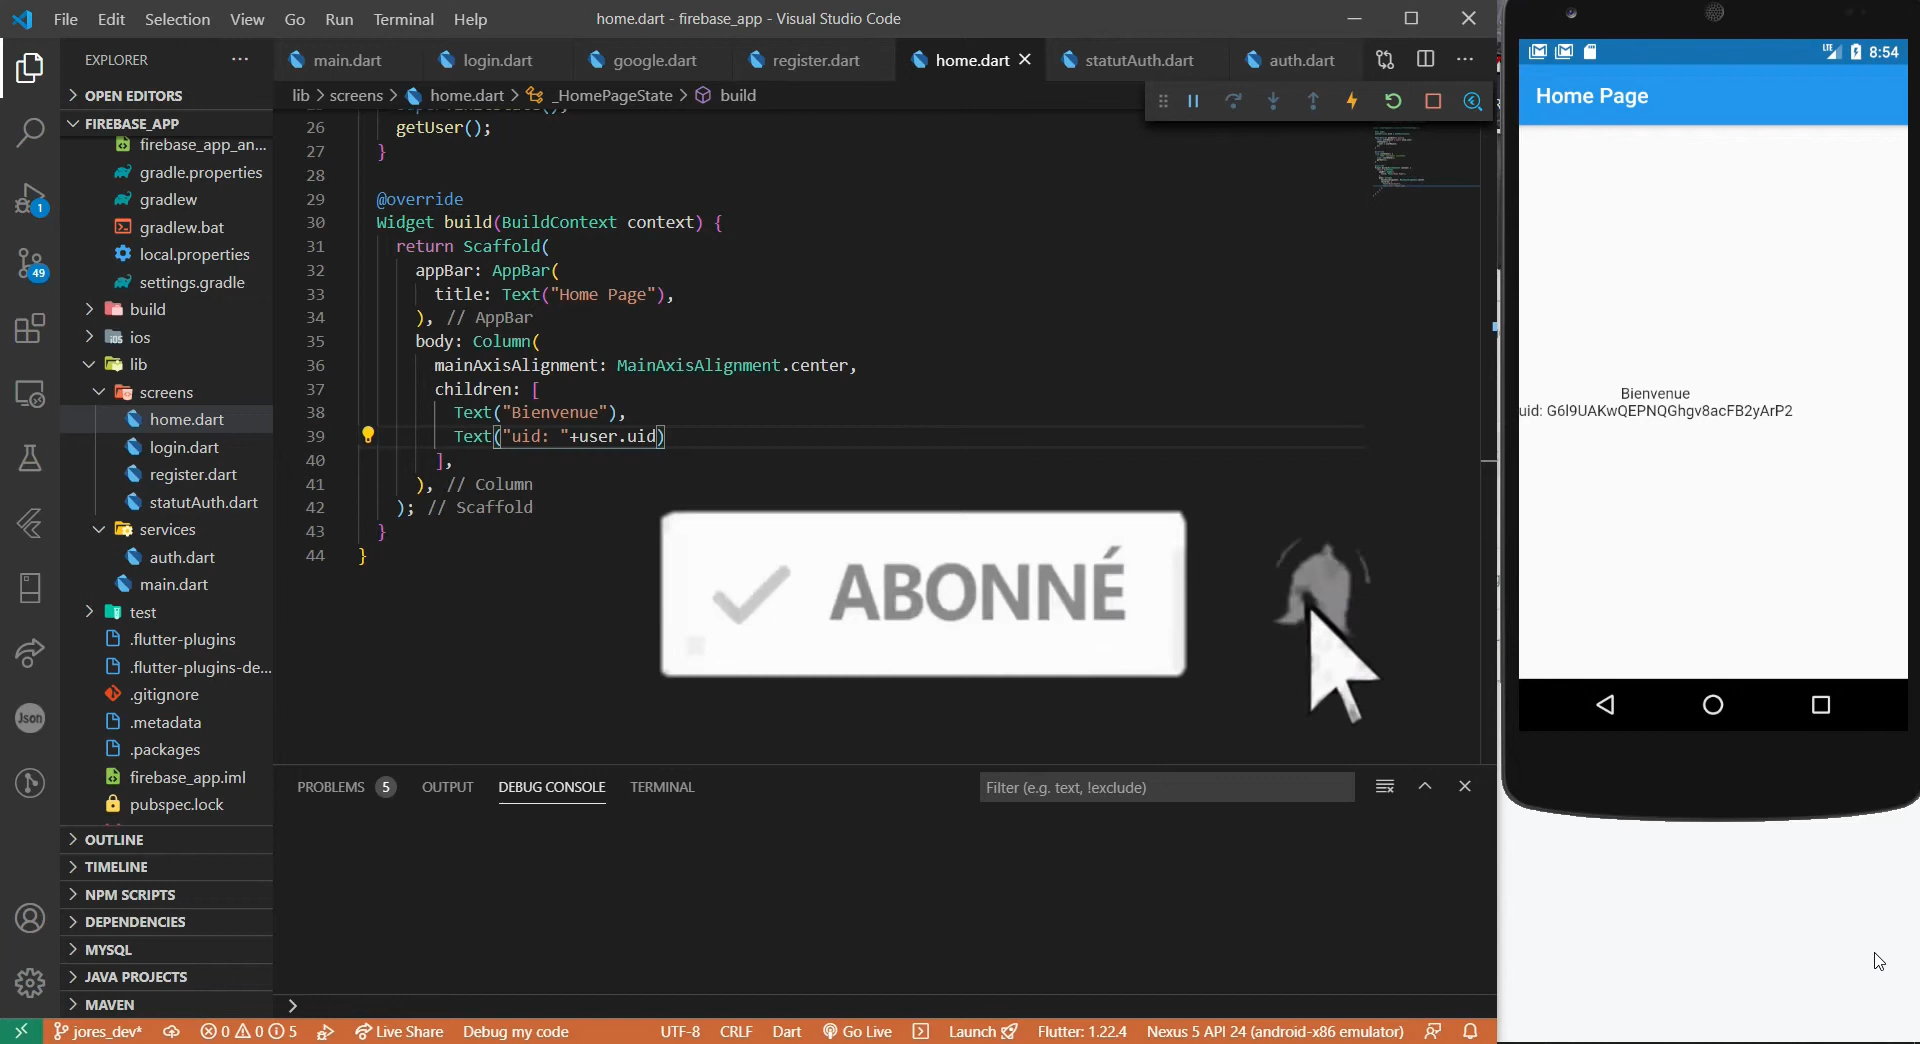 File Edit Selection View Go Run Terminal Help
home.dart - firebase_app - Visual Studio Code
EXPLORER
OPEN EDITORS
FIREBASE_APP
firebase_app_an...
gradle.properties
gradlew
gradlew.bat
local.properties
settings.gradle
build
ios
lib
screens
home.dart
login.dart
register.dart
statutAuth.dart
services
auth.dart
main.dart
test
.flutter-plugins
.flutter-plugins-de...
.gitignore
.metadata
.packages
firebase_app.iml
pubspec.lock
OUTLINE
TIMELINE
NPM SCRIPTS
DEPENDENCIES
MYSQL
JAVA PROJECTS
MAVEN
1
49
Json
main.dart login.dart google.dart register.dart home.dart statutAuth.dart auth.dart
lib > screens > home.dart > _HomePageState > build
26 getUser();
27 }
28
29 @override
30 Widget build(BuildContext context) {
31 return Scaffold(
32 appBar: AppBar(
33 title: Text("Home Page"),
34 ), // AppBar
35 body: Column(
36 mainAxisAlignment: MainAxisAlignment.center,
37 children: [
38 Text("Bienvenue"),
39 Text("uid: "+user.uid)
40 ],
41 ), // Column
42 ); // Scaffold
43 }
44 }
ABONNÉ
PROBLEMS 5 OUTPUT DEBUG CONSOLE TERMINAL
Filter (e.g. text, !exclude)
jores_dev* 0 0 5 Live Share Debug my code
UTF-8 CRLF Dart Go Live Launch Flutter: 1.22.4 Nexus 5 API 24 (android-x86 emulator)
LTE 8:54
Home Page
Bienvenue
uid: G6l9UAKwQEPNQGhgv8acFB2yArP2